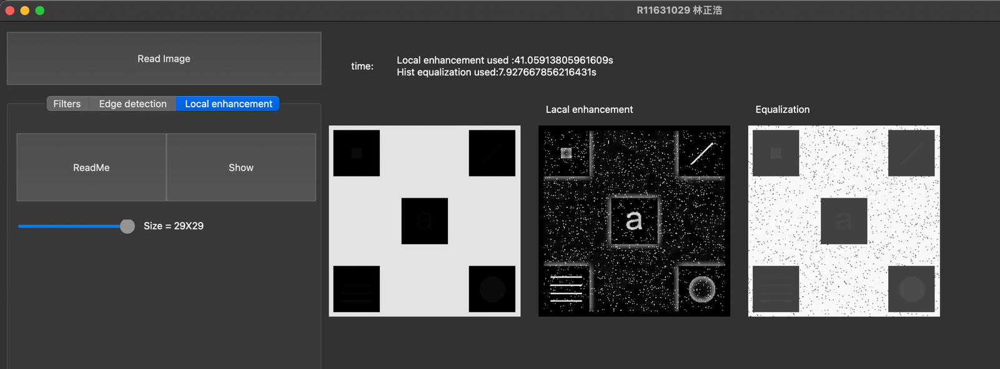 R11631029 林正浩
Read Image
time:
Local enhancement used :41.05913805961609s
Hist equalization used:7.927667856216431s
Filters
Edge detection
Local enhancement
Lacal enhancement
Equalization
ReadMe
Show
Size = 29X29
a
a
a